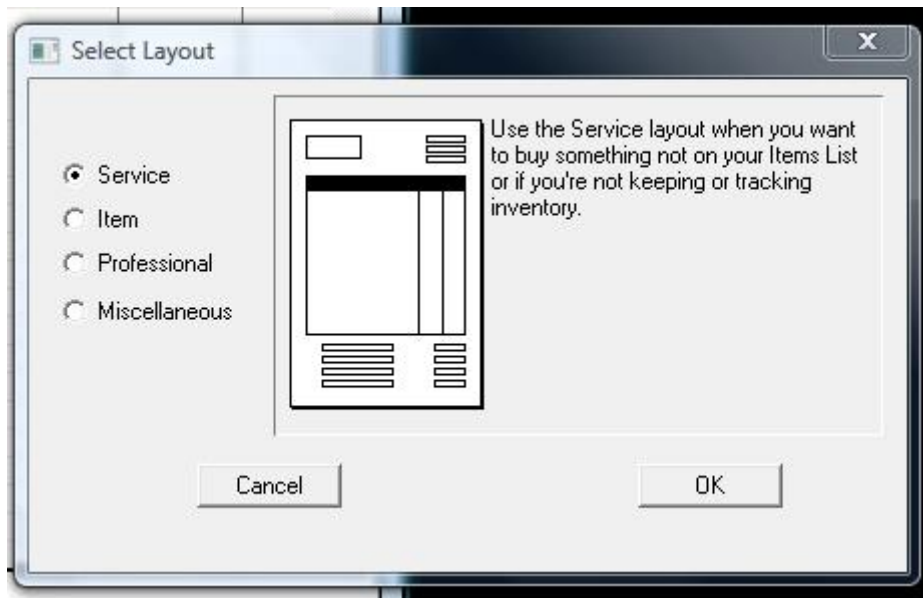 Select Layout
X
Service
Item
Professional
Miscellaneous
Use the Service layout when you want
to buy something not on your Items List
or if you're not keeping or tracking
inventory.
Cancel
OK